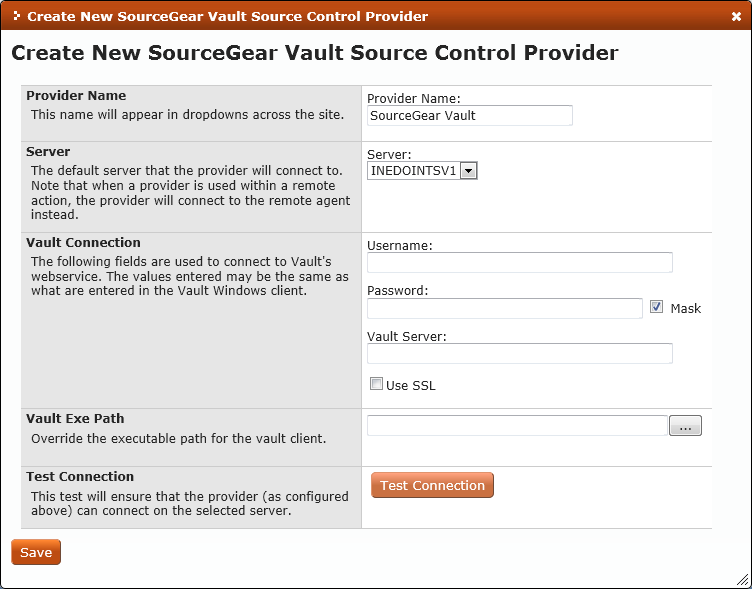 Create New SourceGear Vault Source Control Provider
Create New SourceGear Vault Source Control Provider
Provider Name
This name will appear in dropdowns across the site.
Provider Name:
SourceGear Vault
Server
The default server that the provider will connect to.
Note that when a provider is used within a remote
action, the provider will connect to the remote agent
instead.
Server:
INEDOINTSV1
Vault Connection
The following fields are used to connect to Vault's
webservice. The values entered may be the same as
what are entered in the Vault Windows client.
Username:
Password:
Mask
Vault Server:
Use SSL
Vault Exe Path
Override the executable path for the vault client.
...
Test Connection
This test will ensure that the provider (as configured
above) can connect on the selected server.
Test Connection
Save